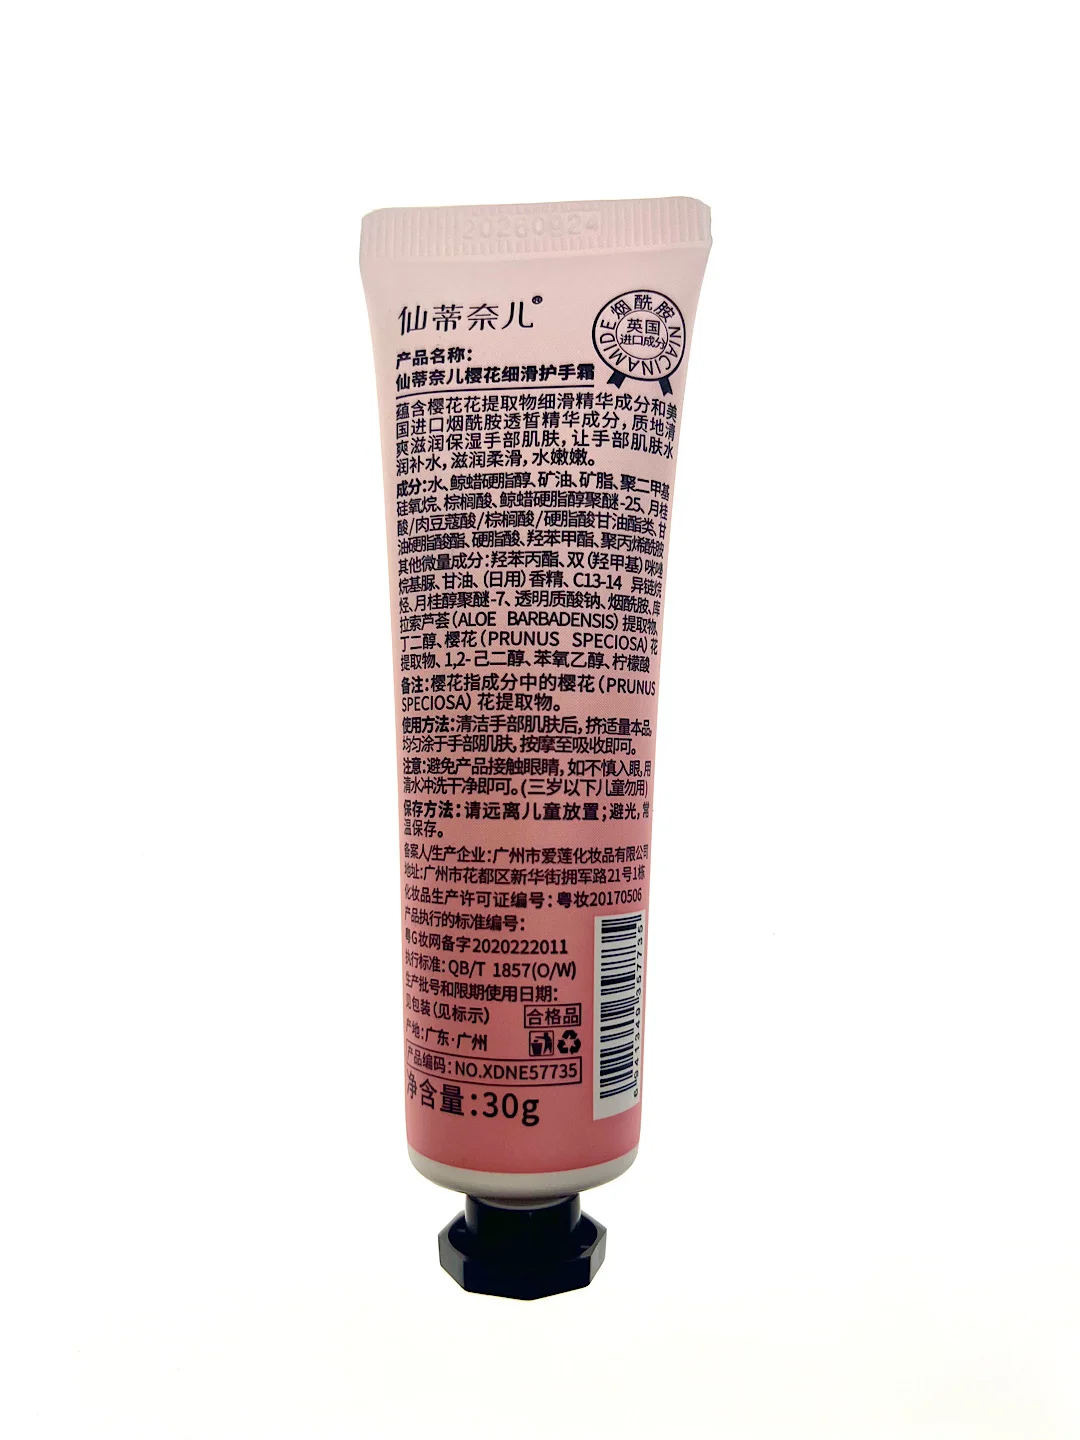 20260924
仙蒂奈儿®
烟酰胺 NIACINAMIDE
英国
进口成分
产品名称：
仙蒂奈儿樱花细滑护手霜
蕴含樱花花提取物细滑精华成分和美
国进口烟酰胺透皙精华成分，质地清
爽滋润保湿手部肌肤，让手部肌肤水
润补水，滋润柔滑，水嫩嫩。
成分：水、鲸蜡硬脂醇、矿油、矿脂、聚二甲基
硅氧烷、棕榈酸、鲸蜡硬脂醇聚醚-25、月桂
酸/肉豆蔻酸/棕榈酸/硬脂酸甘油酯类、甘
油硬脂酸酯、硬脂酸、羟苯甲酯、聚丙烯酰胺
其他微量成分：羟苯丙酯、双（羟甲基）咪唑
烷基脲、甘油、（日用）香精、C13-14 异链烷
烃、月桂醇聚醚-7、透明质酸钠、烟酰胺、库
拉索芦荟（ALOE BARBADENSIS）提取物、
丁二醇、樱花（PRUNUS SPECIOSA）花
提取物、1,2-己二醇、苯氧乙醇、柠檬酸
备注：樱花指成分中的樱花（PRUNUS
SPECIOSA）花提取物。
使用方法：清洁手部肌肤后，挤适量本品，
均匀涂于手部肌肤，按摩至吸收即可。
注意：避免产品接触眼睛，如不慎入眼，用
清水冲洗干净即可。（三岁以下儿童勿用）
保存方法：请远离儿童放置；避光，常
温保存。
备案人/生产企业：广州市爱莲化妆品有限公司
地址：广州市花都区新华街拥军路21号1栋
化妆品生产许可证编号：粤妆20170506
产品执行的标准编号：
粤G妆网备字2020222011
执行标准：QB/T 1857(O/W)
生产批号和限期使用日期：
见包装（见标示）
合格品
产地：广东·广州
产品编码：NO.XDNE57735
净含量：30g
6941349357735